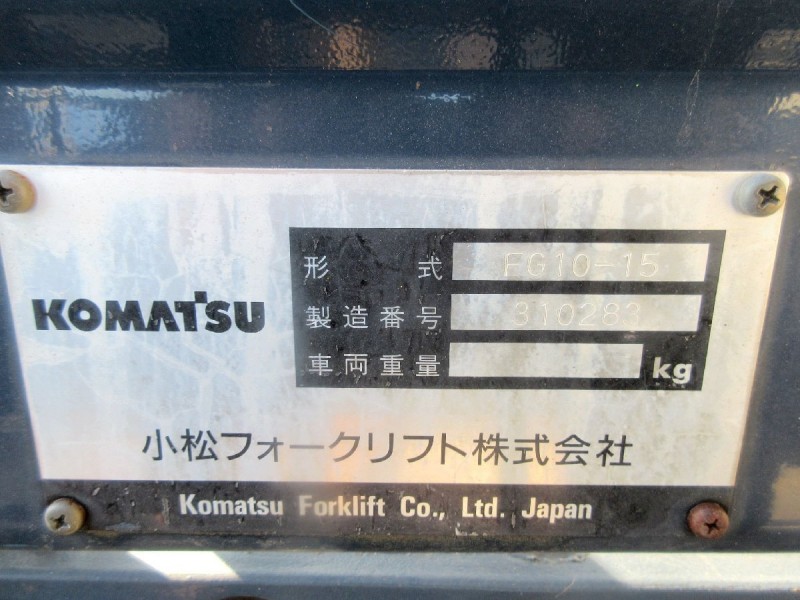 KOMATSU
形 式 FG10-15
製造番号 310283
車両重量 kg
小松フォークリフト株式会社
Komatsu Forklift Co., Ltd. Japan